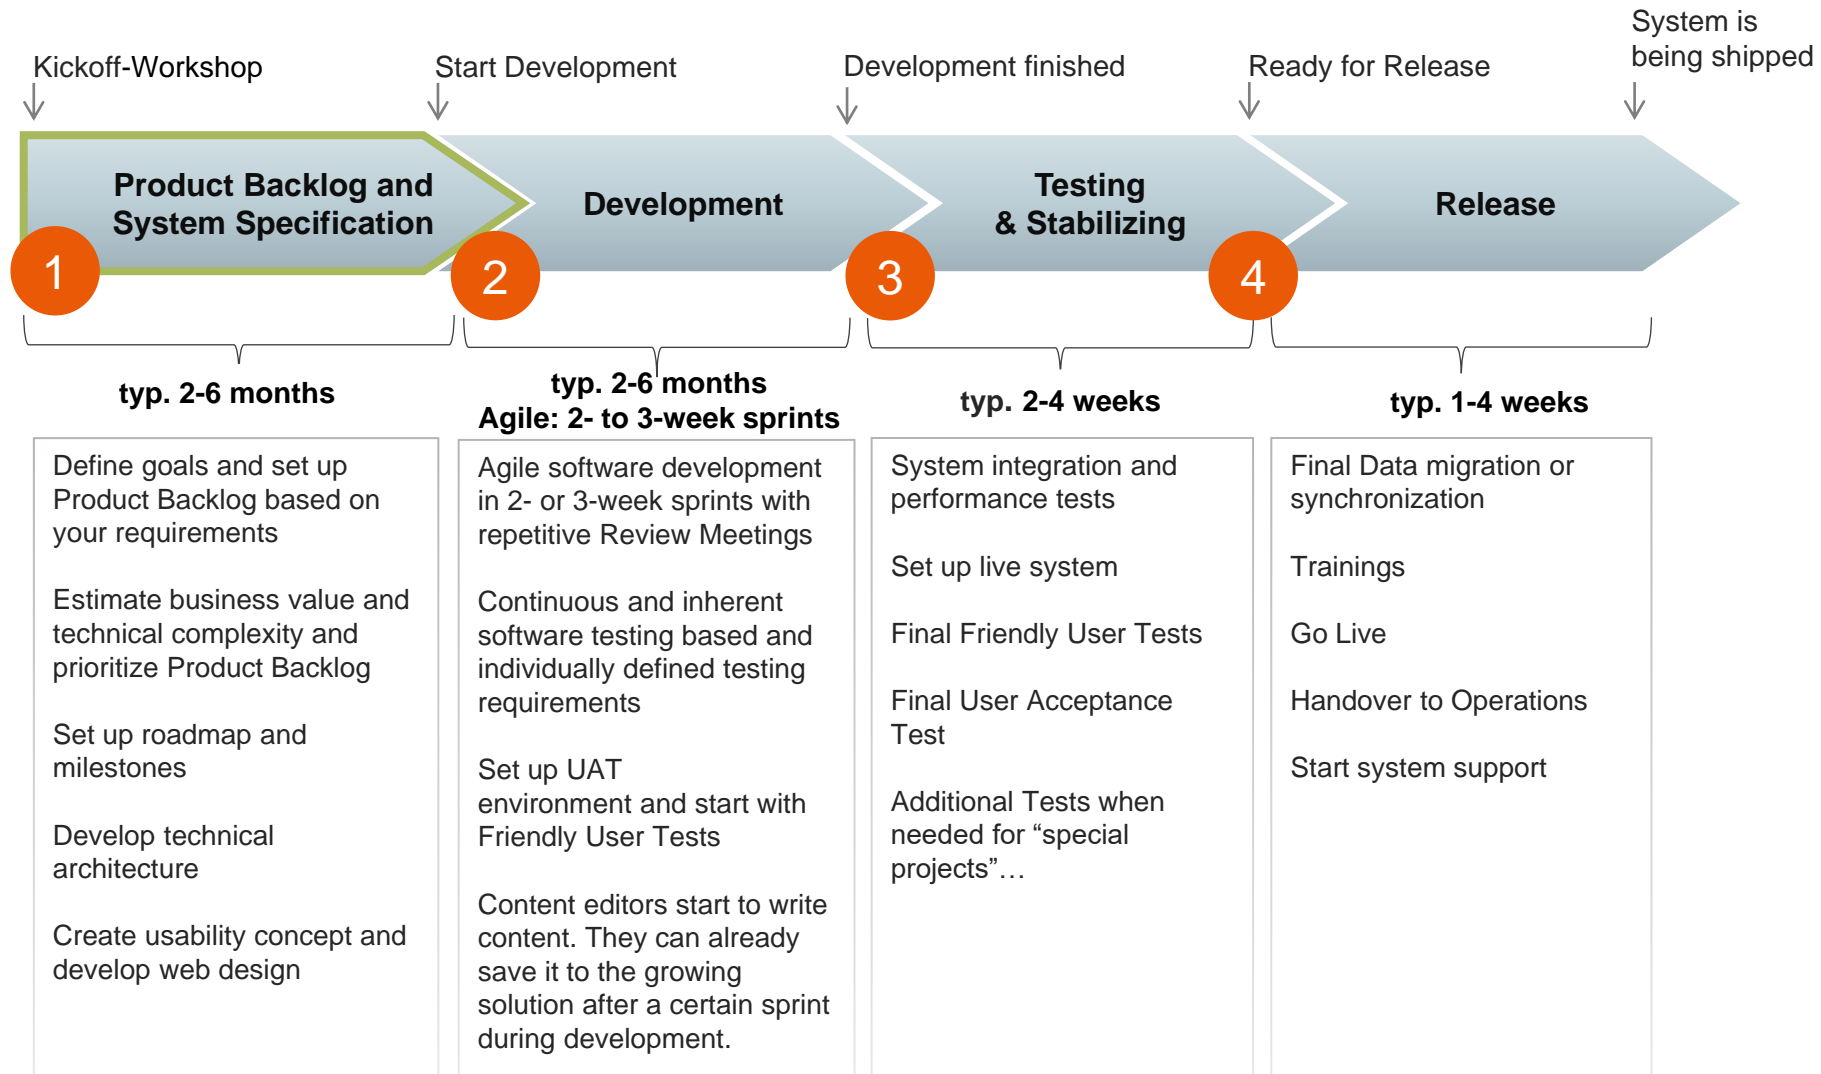 Kickoff-Workshop
Start Development
Development finished
Ready for Release
System is
being shipped
Product Backlog and
System Specification
Development
Testing
& Stabilizing
Release
1
2
3
4
typ. 2-6 months
typ. 2-6 months
Agile: 2- to 3-week sprints
typ. 2-4 weeks
typ. 1-4 weeks
Define goals and set up
Product Backlog based on
your requirements
Estimate business value and
technical complexity and
prioritize Product Backlog
Set up roadmap and
milestones
Develop technical
architecture
Create usability concept and
develop web design
Agile software development
in 2- or 3-week sprints with
repetitive Review Meetings
Continuous and inherent
software testing based and
individually defined testing
requirements
Set up UAT
environment and start with
Friendly User Tests
Content editors start to write
content. They can already
save it to the growing
solution after a certain sprint
during development.
System integration and
performance tests
Set up live system
Final Friendly User Tests
Final User Acceptance
Test
Additional Tests when
needed for “special
projects”…
Final Data migration or
synchronization
Trainings
Go Live
Handover to Operations
Start system support